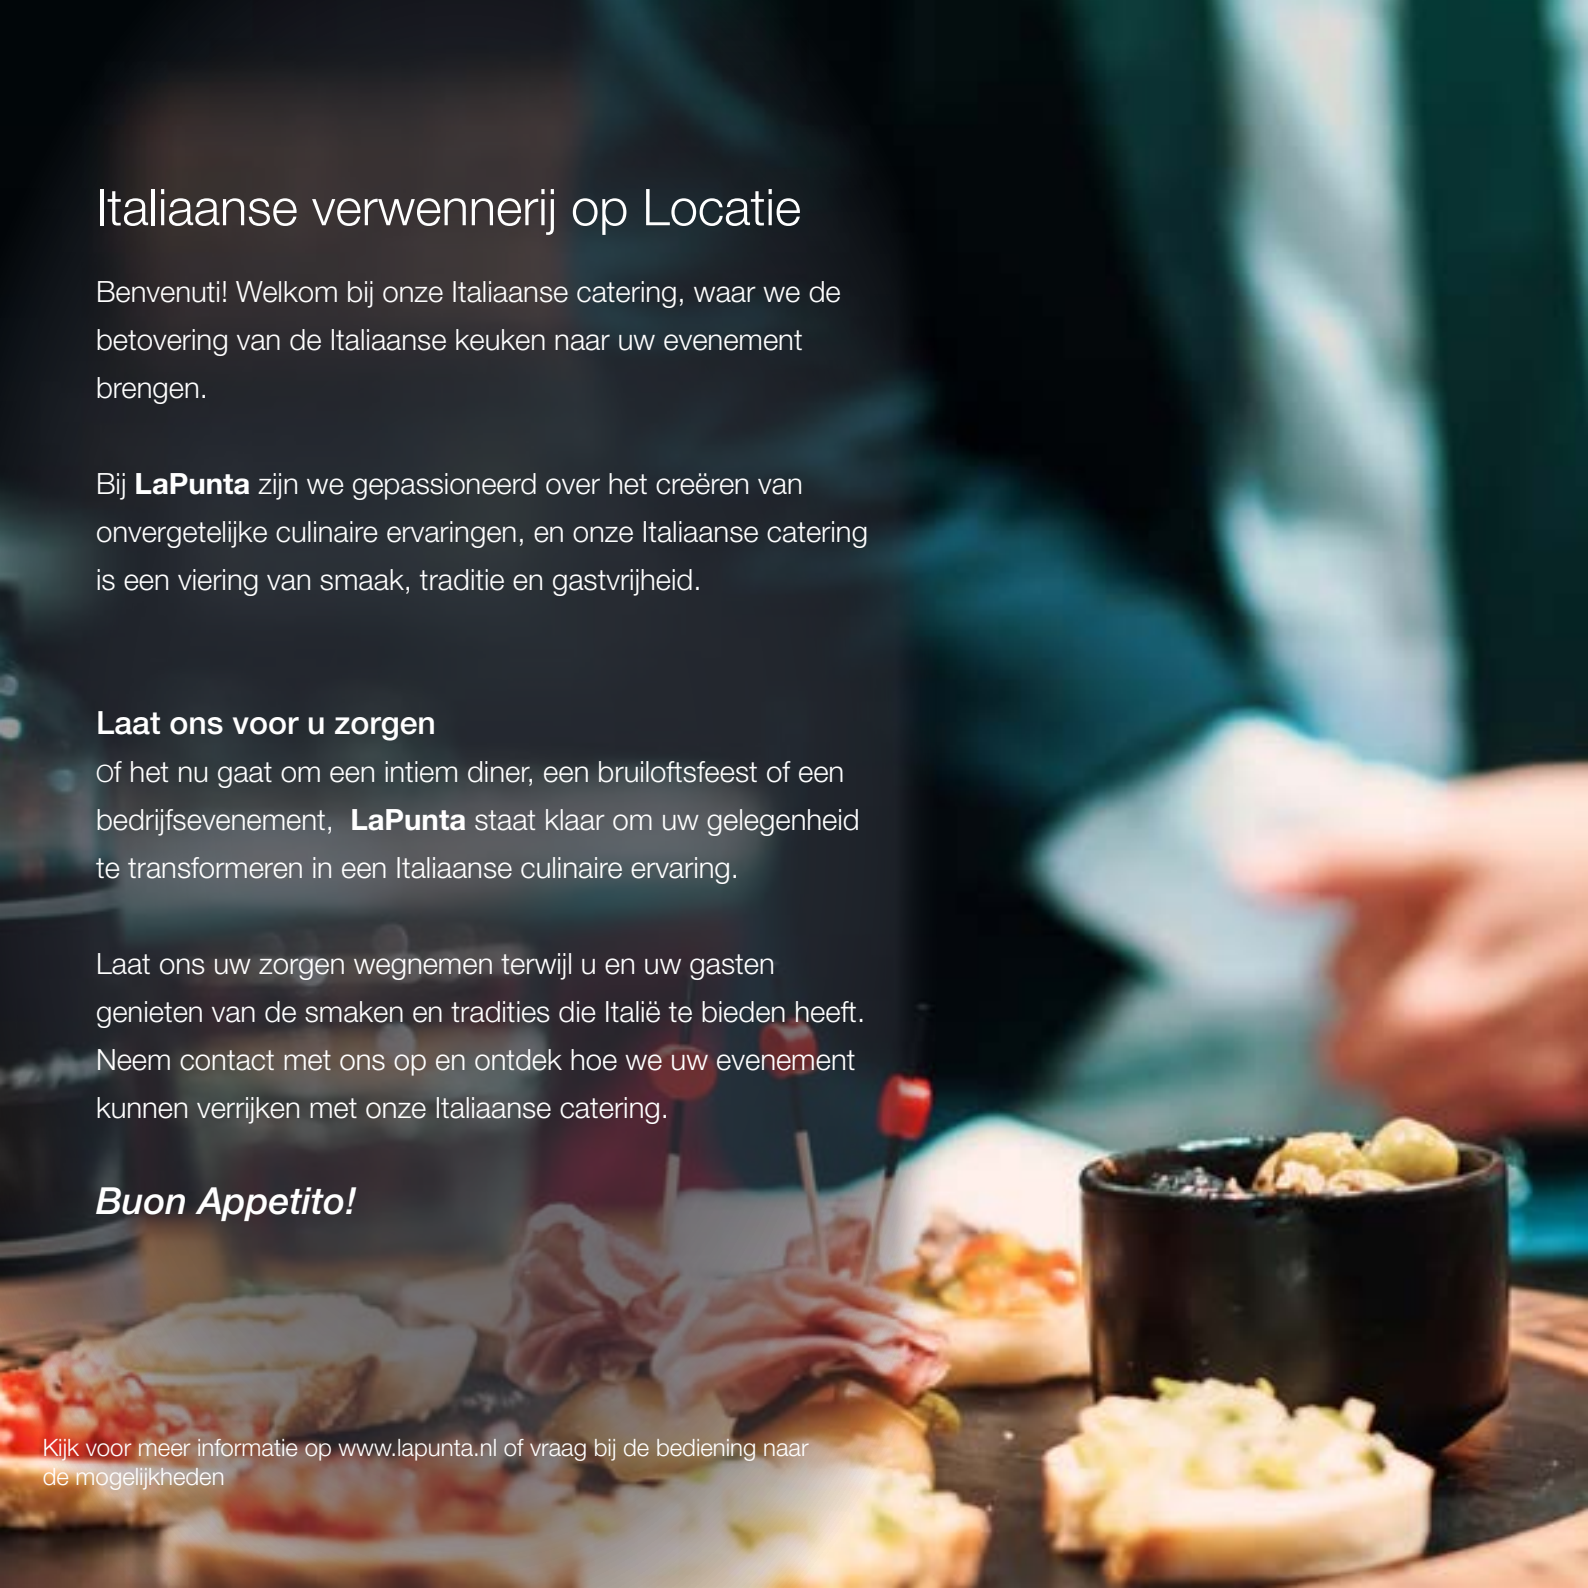 Italiaanse verwennerij op Locatie
Benvenuti! Welkom bij onze Italiaanse catering, waar we de
betovering van de Italiaanse keuken naar uw evenement
brengen.
Bij LaPunta zijn we gepassioneerd over het creëren van
onvergetelijke culinaire ervaringen, en onze Italiaanse catering
is een viering van smaak, traditie en gastvrijheid.
Laat ons voor u zorgen
Of het nu gaat om een intiem diner, een bruiloftsfeest of een
bedrijfsevenement, LaPunta staat klaar om uw gelegenheid
te transformeren in een Italiaanse culinaire ervaring.
Laat ons uw zorgen wegnemen terwijl u en uw gasten
genieten van de smaken en tradities die Italië te bieden heeft.
Neem contact met ons op en ontdek hoe we uw evenement
kunnen verrijken met onze Italiaanse catering.
Buon Appetito!
Kijk voor meer informatie op www.lapunta.nl of vraag bij de bediening naar
de mogelijkheden